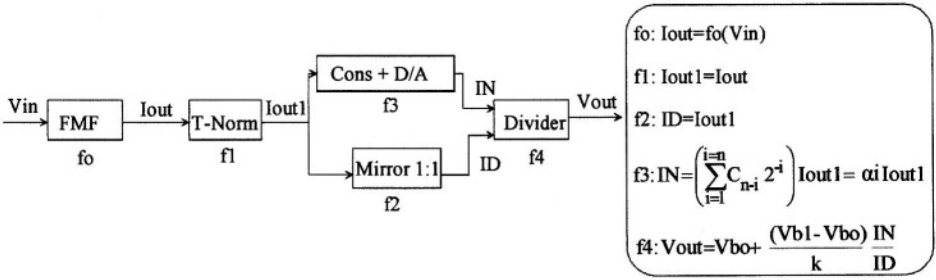 Vin
FMF
fo
Iout
T-Norm
f1
Iout1
Cons + D/A
f3
Mirror 1:1
f2
IN
ID
Divider
f4
Vout
fo: Iout=fo(Vin)
f1: Iout1=Iout
f2: ID=Iout1
f3: IN=(∑_{i=1}^{i=n} C_{n-i} 2^{-i}) Iout1= αi Iout1
f4: Vout=Vbo+ (Vb1-Vbo)/k IN/ID